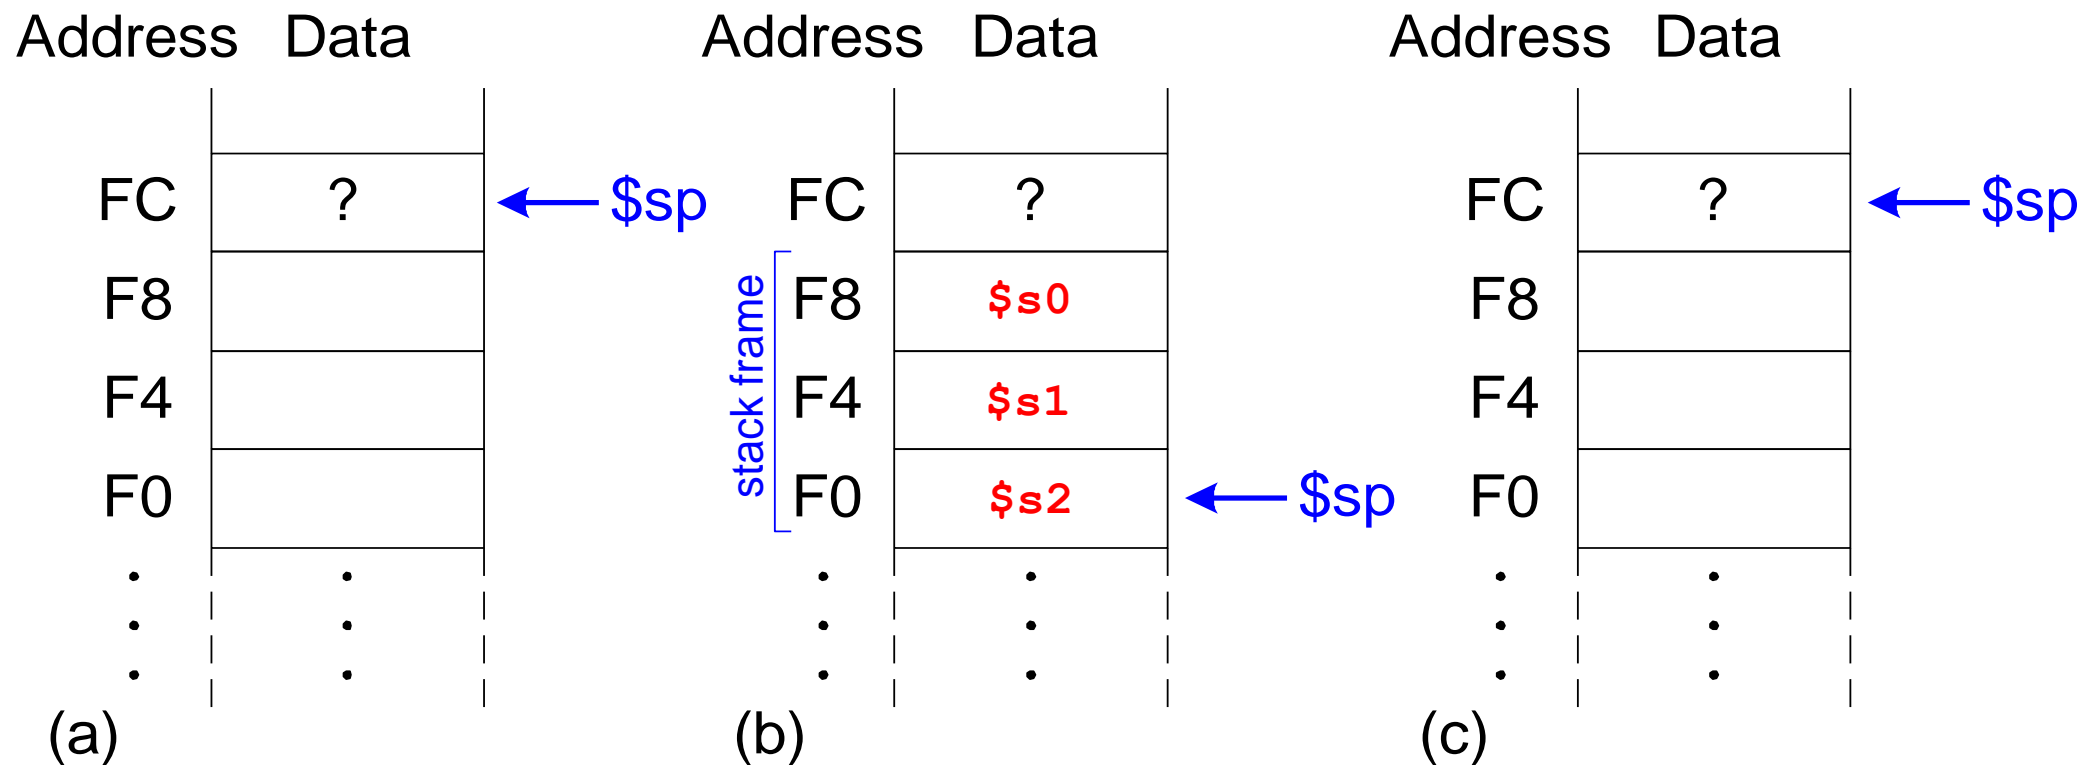 Address Data Address Data Address Data
FC ? $sp FC ? FC ? $sp
F8 F8 $s0 F8
stack frame
F4 F4 $s1 F4
F0 F0 $s2 $sp F0
(a) (b) (c)